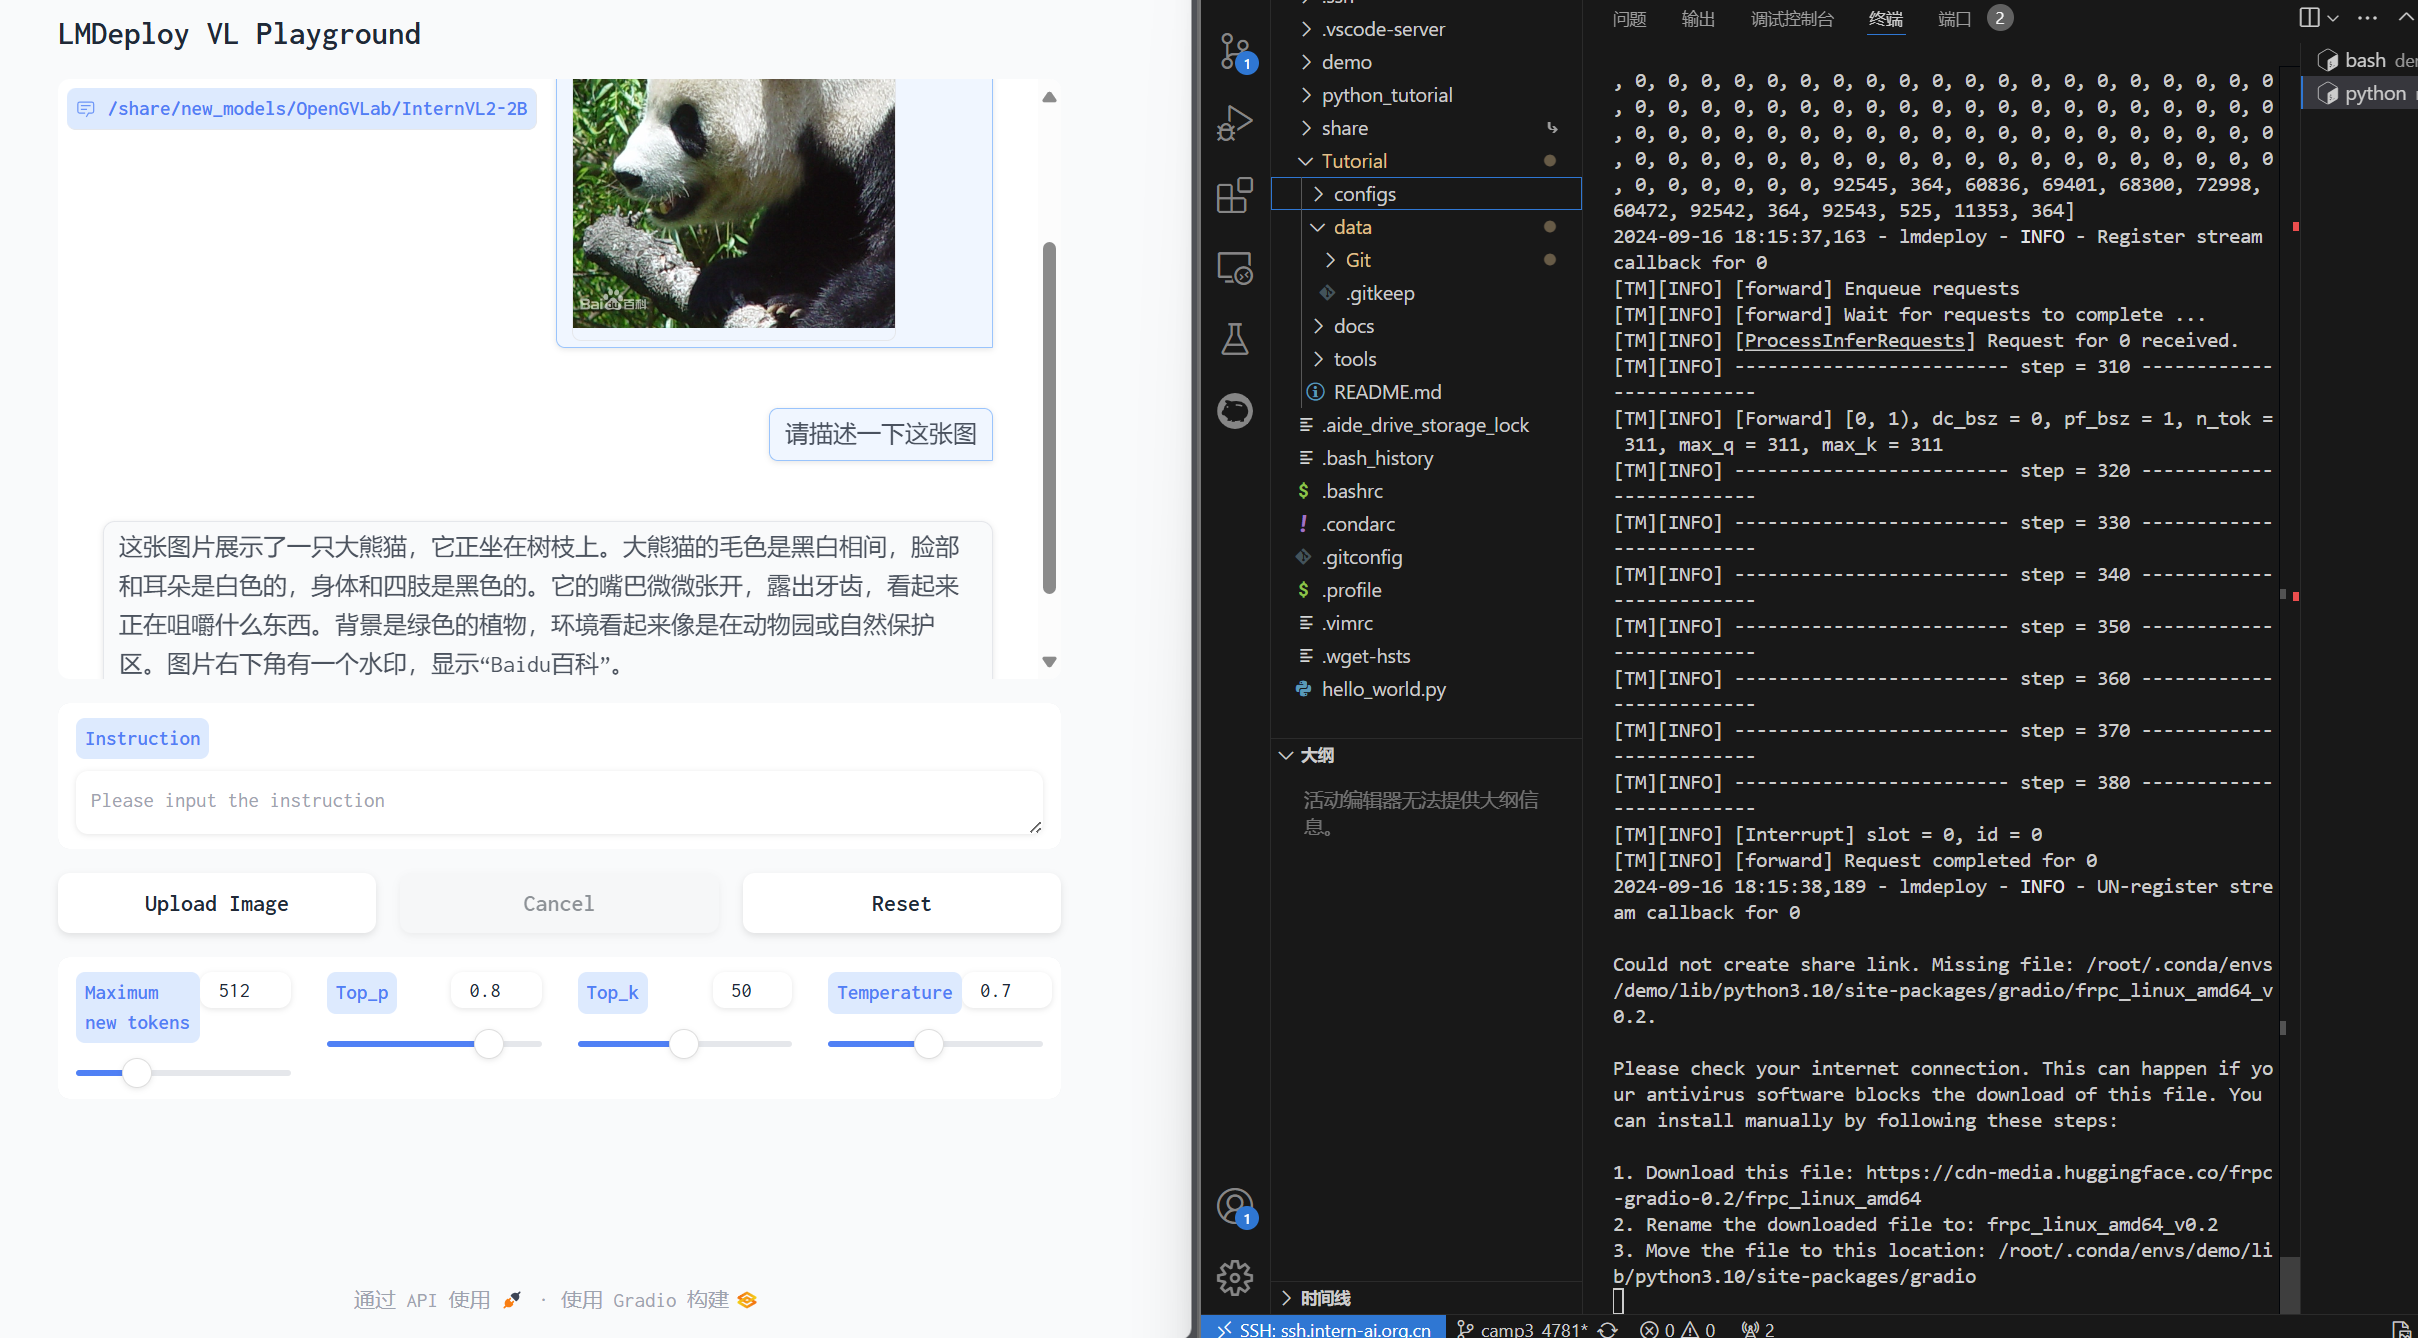 LMDeploy VL Playground
/share/new_models/OpenGVLab/InternVL2-2B
Baidu百科
请描述一下这张图
这张图片展示了一只大熊猫，它正坐在树枝上。大熊猫的毛色是黑白相间，脸部
和耳朵是白色的，身体和四肢是黑色的。它的嘴巴微微张开，露出牙齿，看起来
正在咀嚼什么东西。背景是绿色的植物，环境看起来像是在动物园或自然保护
区。图片右下角有一个水印，显示“Baidu百科”。
Instruction
Please input the instruction
Upload Image
Cancel
Reset
Maximum
new tokens
512
Top_p
0.8
Top_k
50
Temperature
0.7
通过 API 使用 · 使用 Gradio 构建
1
1
.vscode-server
demo
python_tutorial
share
Tutorial
configs
data
Git
.gitkeep
docs
tools
README.md
.aide_drive_storage_lock
.bash_history
.bashrc
.condarc
.gitconfig
.profile
.vimrc
.wget-hsts
hello_world.py
大纲
活动编辑器无法提供大纲信
息。
时间线
问题 输出 调试控制台 终端 端口 2
bash
python
, 0, 0, 0, 0, 0, 0, 0, 0, 0, 0, 0, 0, 0, 0, 0, 0, 0, 0, 0, 0
, 0, 0, 0, 0, 0, 0, 0, 0, 0, 0, 0, 0, 0, 0, 0, 0, 0, 0, 0, 0
, 0, 0, 0, 0, 0, 0, 0, 0, 0, 0, 0, 0, 0, 0, 0, 0, 0, 0, 0, 0
, 0, 0, 0, 0, 0, 0, 0, 0, 0, 0, 0, 0, 0, 0, 0, 0, 0, 0, 0, 0
, 0, 0, 0, 0, 0, 0, 92545, 364, 60836, 69401, 68300, 72998,
60472, 92542, 364, 92543, 525, 11353, 364]
2024-09-16 18:15:37,163 - lmdeploy - INFO - Register stream
callback for 0
[TM][INFO] [forward] Enqueue requests
[TM][INFO] [forward] Wait for requests to complete ...
[TM][INFO] [ProcessInferRequests] Request for 0 received.
[TM][INFO] ------------------------- step = 310 ------------
-------------
[TM][INFO] [Forward] [0, 1), dc_bsz = 0, pf_bsz = 1, n_tok =
311, max_q = 311, max_k = 311
[TM][INFO] ------------------------- step = 320 ------------
-------------
[TM][INFO] ------------------------- step = 330 ------------
-------------
[TM][INFO] ------------------------- step = 340 ------------
-------------
[TM][INFO] ------------------------- step = 350 ------------
-------------
[TM][INFO] ------------------------- step = 360 ------------
-------------
[TM][INFO] ------------------------- step = 370 ------------
-------------
[TM][INFO] ------------------------- step = 380 ------------
-------------
[TM][INFO] [Interrupt] slot = 0, id = 0
[TM][INFO] [forward] Request completed for 0
2024-09-16 18:15:38,189 - lmdeploy - INFO - UN-register stre
am callback for 0
Could not create share link. Missing file: /root/.conda/envs
/demo/lib/python3.10/site-packages/gradio/frpc_linux_amd64_v
0.2.
Please check your internet connection. This can happen if yo
ur antivirus software blocks the download of this file. You
can install manually by following these steps:
1. Download this file: https://cdn-media.huggingface.co/frpc
-gradio-0.2/frpc_linux_amd64
2. Rename the downloaded file to: frpc_linux_amd64_v0.2
3. Move the file to this location: /root/.conda/envs/demo/li
b/python3.10/site-packages/gradio
SSH: ssh.intern-ai.org.cn camp3_4781* 0 0 2